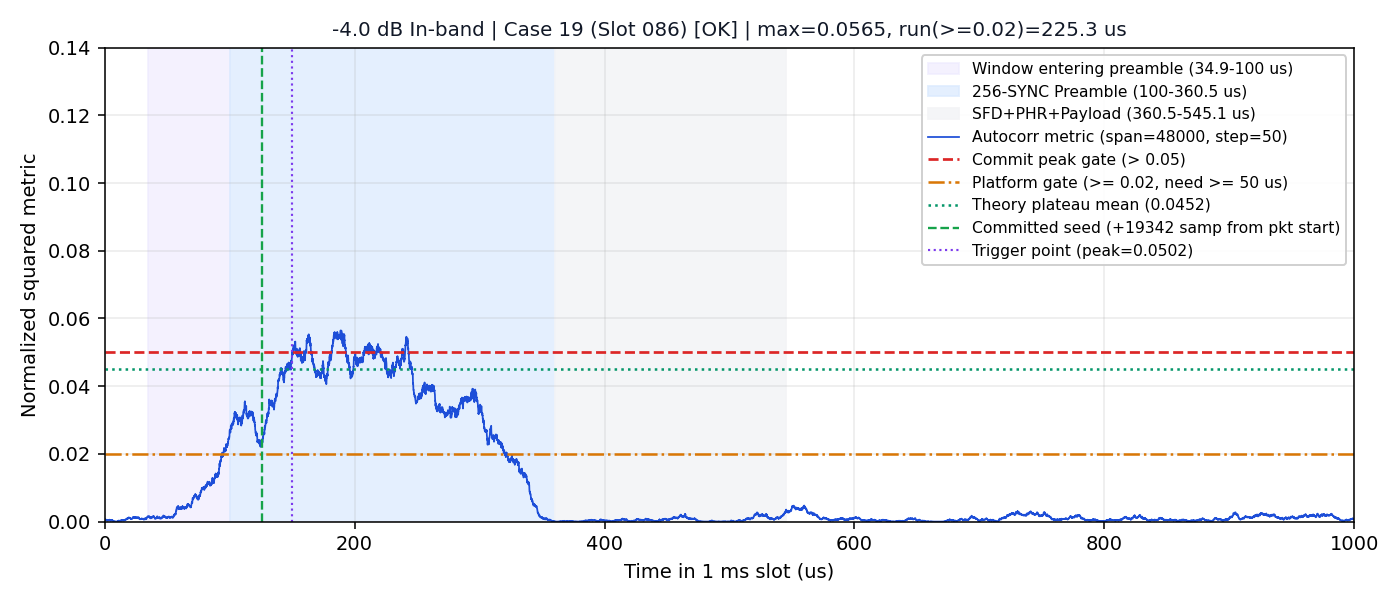 -4.0 dB In-band | Case 19 (Slot 086) [OK] | max=0.0565, run(>=0.02)=225.3 us
Normalized squared metric
0.14
0.12
0.10
0.08
0.06
0.04
0.02
0.00
Window entering preamble (34.9-100 us)
256-SYNC Preamble (100-360.5 us)
SFD+PHR+Payload (360.5-545.1 us)
Autocorr metric (span=48000, step=50)
Commit peak gate (> 0.05)
Platform gate (>= 0.02, need >= 50 us)
Theory plateau mean (0.0452)
Committed seed (+19342 samp from pkt start)
Trigger point (peak=0.0502)
0 200 400 600 800 1000
Time in 1 ms slot (us)